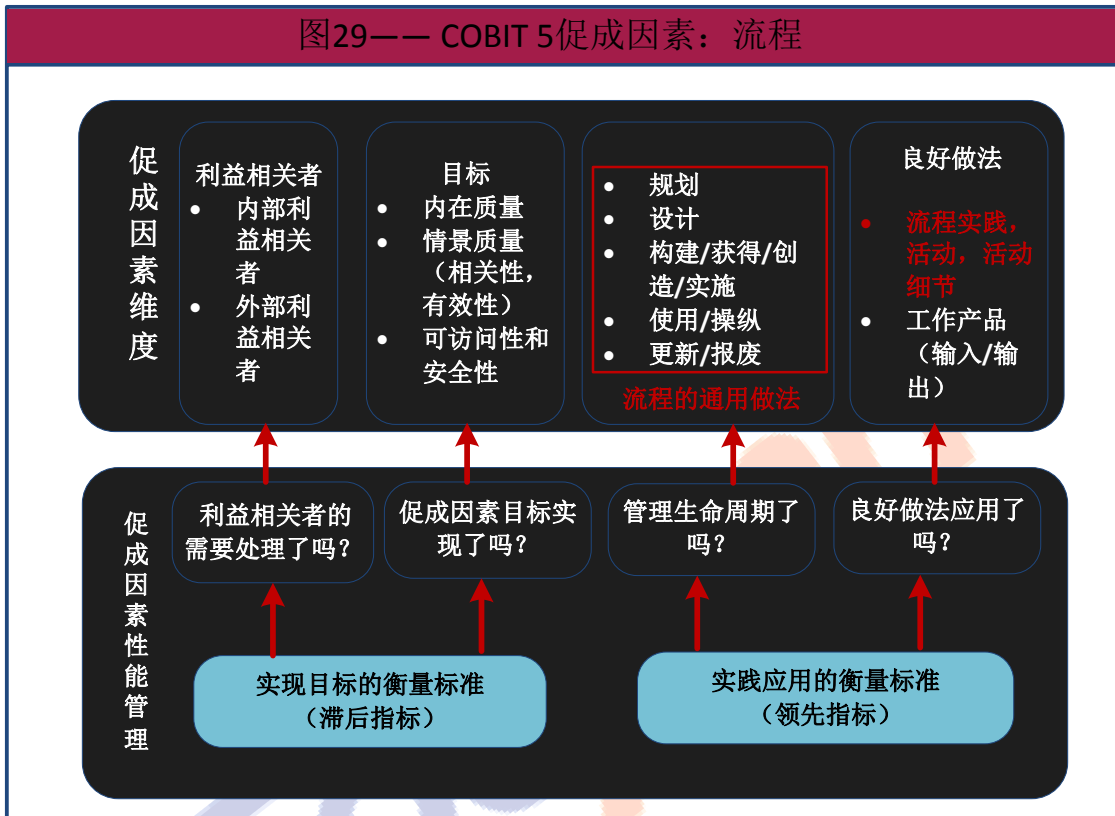 图29—— COBIT 5促成因素：流程
促成因素维度
利益相关者
• 内部利
益相关
者
• 外部利
益相关
者
目标
• 内在质量
• 情景质量
（相关性，
有效性）
• 可访问性和
安全性
• 规划
• 设计
• 构建/获得/创
造/实施
• 使用/操纵
• 更新/报废
流程的通用做法
良好做法
• 流程实践，
活动，活动
细节
• 工作产品
（输入/输
出）
促成因素性能管理
利益相关者的
需要处理了吗？
促成因素目标实
现了吗？
管理生命周期了
吗？
良好做法应用了
吗？
实现目标的衡量标准
（滞后指标）
实践应用的衡量标准
（领先指标）